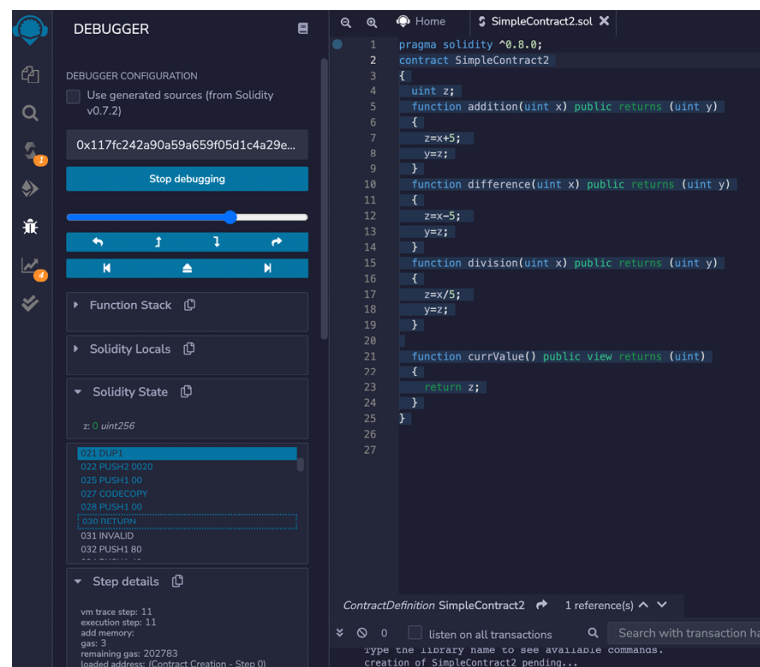 DEBUGGER
DEBUGGER CONFIGURATION
Use generated sources (from Solidity
v0.7.2)
0x117fc242a90a59a659f05d1c4a29e...
Stop debugging
Function Stack
Solidity Locals
Solidity State
z: 0 uint256
021 DUP1
022 PUSH2 0020
025 PUSH1 00
027 CODECOPY
028 PUSH1 00
030 RETURN
031 INVALID
032 PUSH1 80
Step details
vm trace step: 11
execution step: 11
add memory:
gas: 3
remaining gas: 202783
loaded address: (Contract Creation - Step 0)
1
4
Home
SimpleContract2.sol
1 pragma solidity ^0.8.0;
2 contract SimpleContract2
3 {
4 uint z;
5 function addition(uint x) public returns (uint y)
6 {
7 z=x+5;
8 y=z;
9 }
10 function difference(uint x) public returns (uint y)
11 {
12 z=x-5;
13 y=z;
14 }
15 function division(uint x) public returns (uint y)
16 {
17 z=x/5;
18 y=z;
19 }
20
21 function currValue() public view returns (uint)
22 {
23 return z;
24 }
25 }
26
27
ContractDefinition SimpleContract2 1 reference(s)
0 listen on all transactions Search with transaction ha
Type the library name to see available commands.
creation of SimpleContract2 pending...